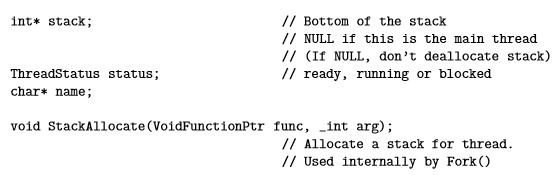 int* stack; // Bottom of the stack
// NULL if this is the main thread
// (If NULL, don't deallocate stack)
ThreadStatus status; // ready, running or blocked
char* name;
void StackAllocate(VoidFunctionPtr func, _int arg);
// Allocate a stack for thread.
// Used internally by Fork()